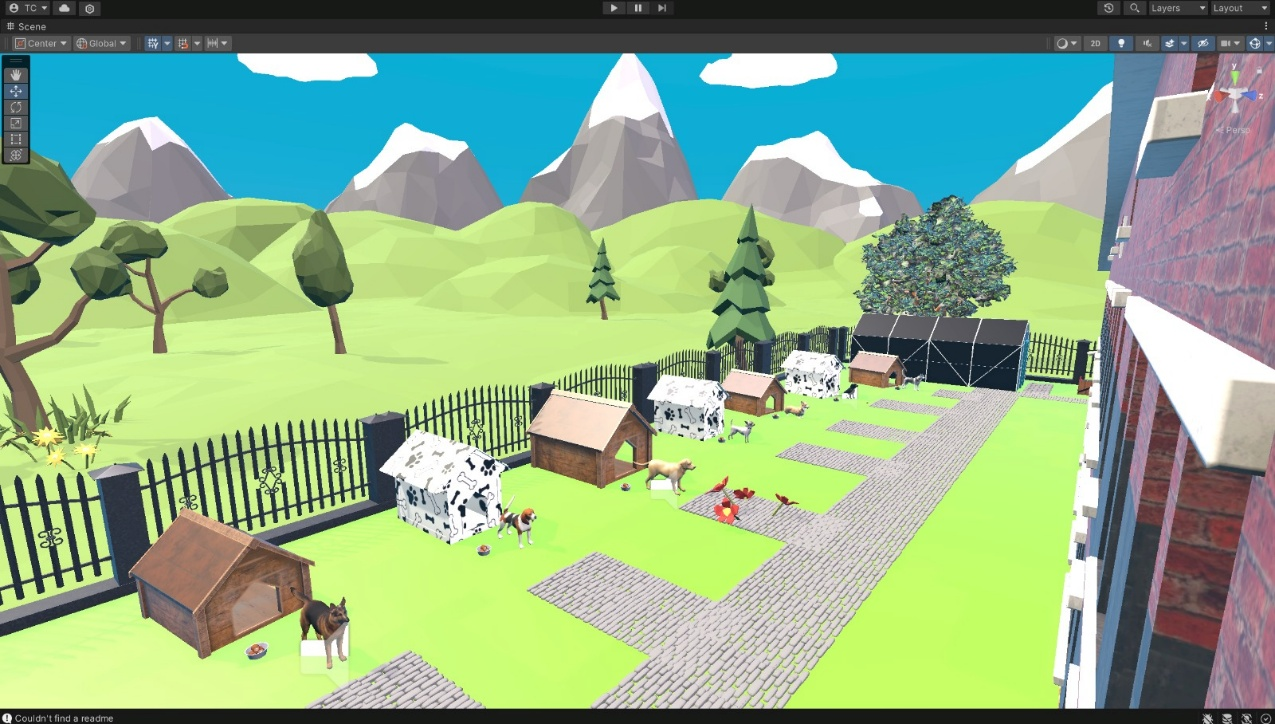 TC
Layers
Layout
Scene
Center
Global
2D
y
z
Persp
Couldn't find a readme